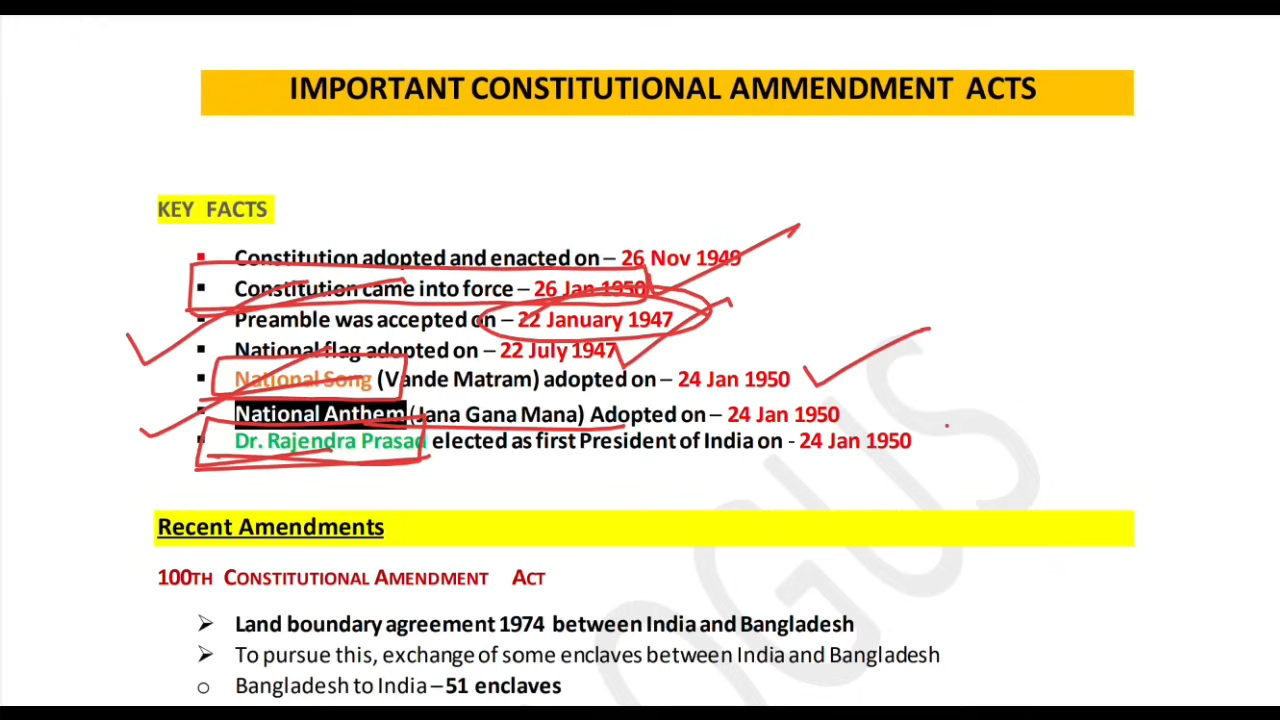 IMPORTANT CONSTITUTIONAL AMMENDMENT ACTS
KEY FACTS
▪ Constitution adopted and enacted on – 26 Nov 1949
▪ Constitution came into force – 26 Jan 1950
▪ Preamble was accepted on – 22 January 1947
▪ National flag adopted on – 22 July 1947
▪ National Song (Vande Matram) adopted on – 24 Jan 1950
▪ National Anthem (Jana Gana Mana) Adopted on – 24 Jan 1950
▪ Dr. Rajendra Prasad elected as first President of India on - 24 Jan 1950
Recent Amendments
100TH CONSTITUTIONAL AMENDMENT ACT
➢ Land boundary agreement 1974 between India and Bangladesh
➢ To pursue this, exchange of some enclaves between India and Bangladesh
o Bangladesh to India – 51 enclaves